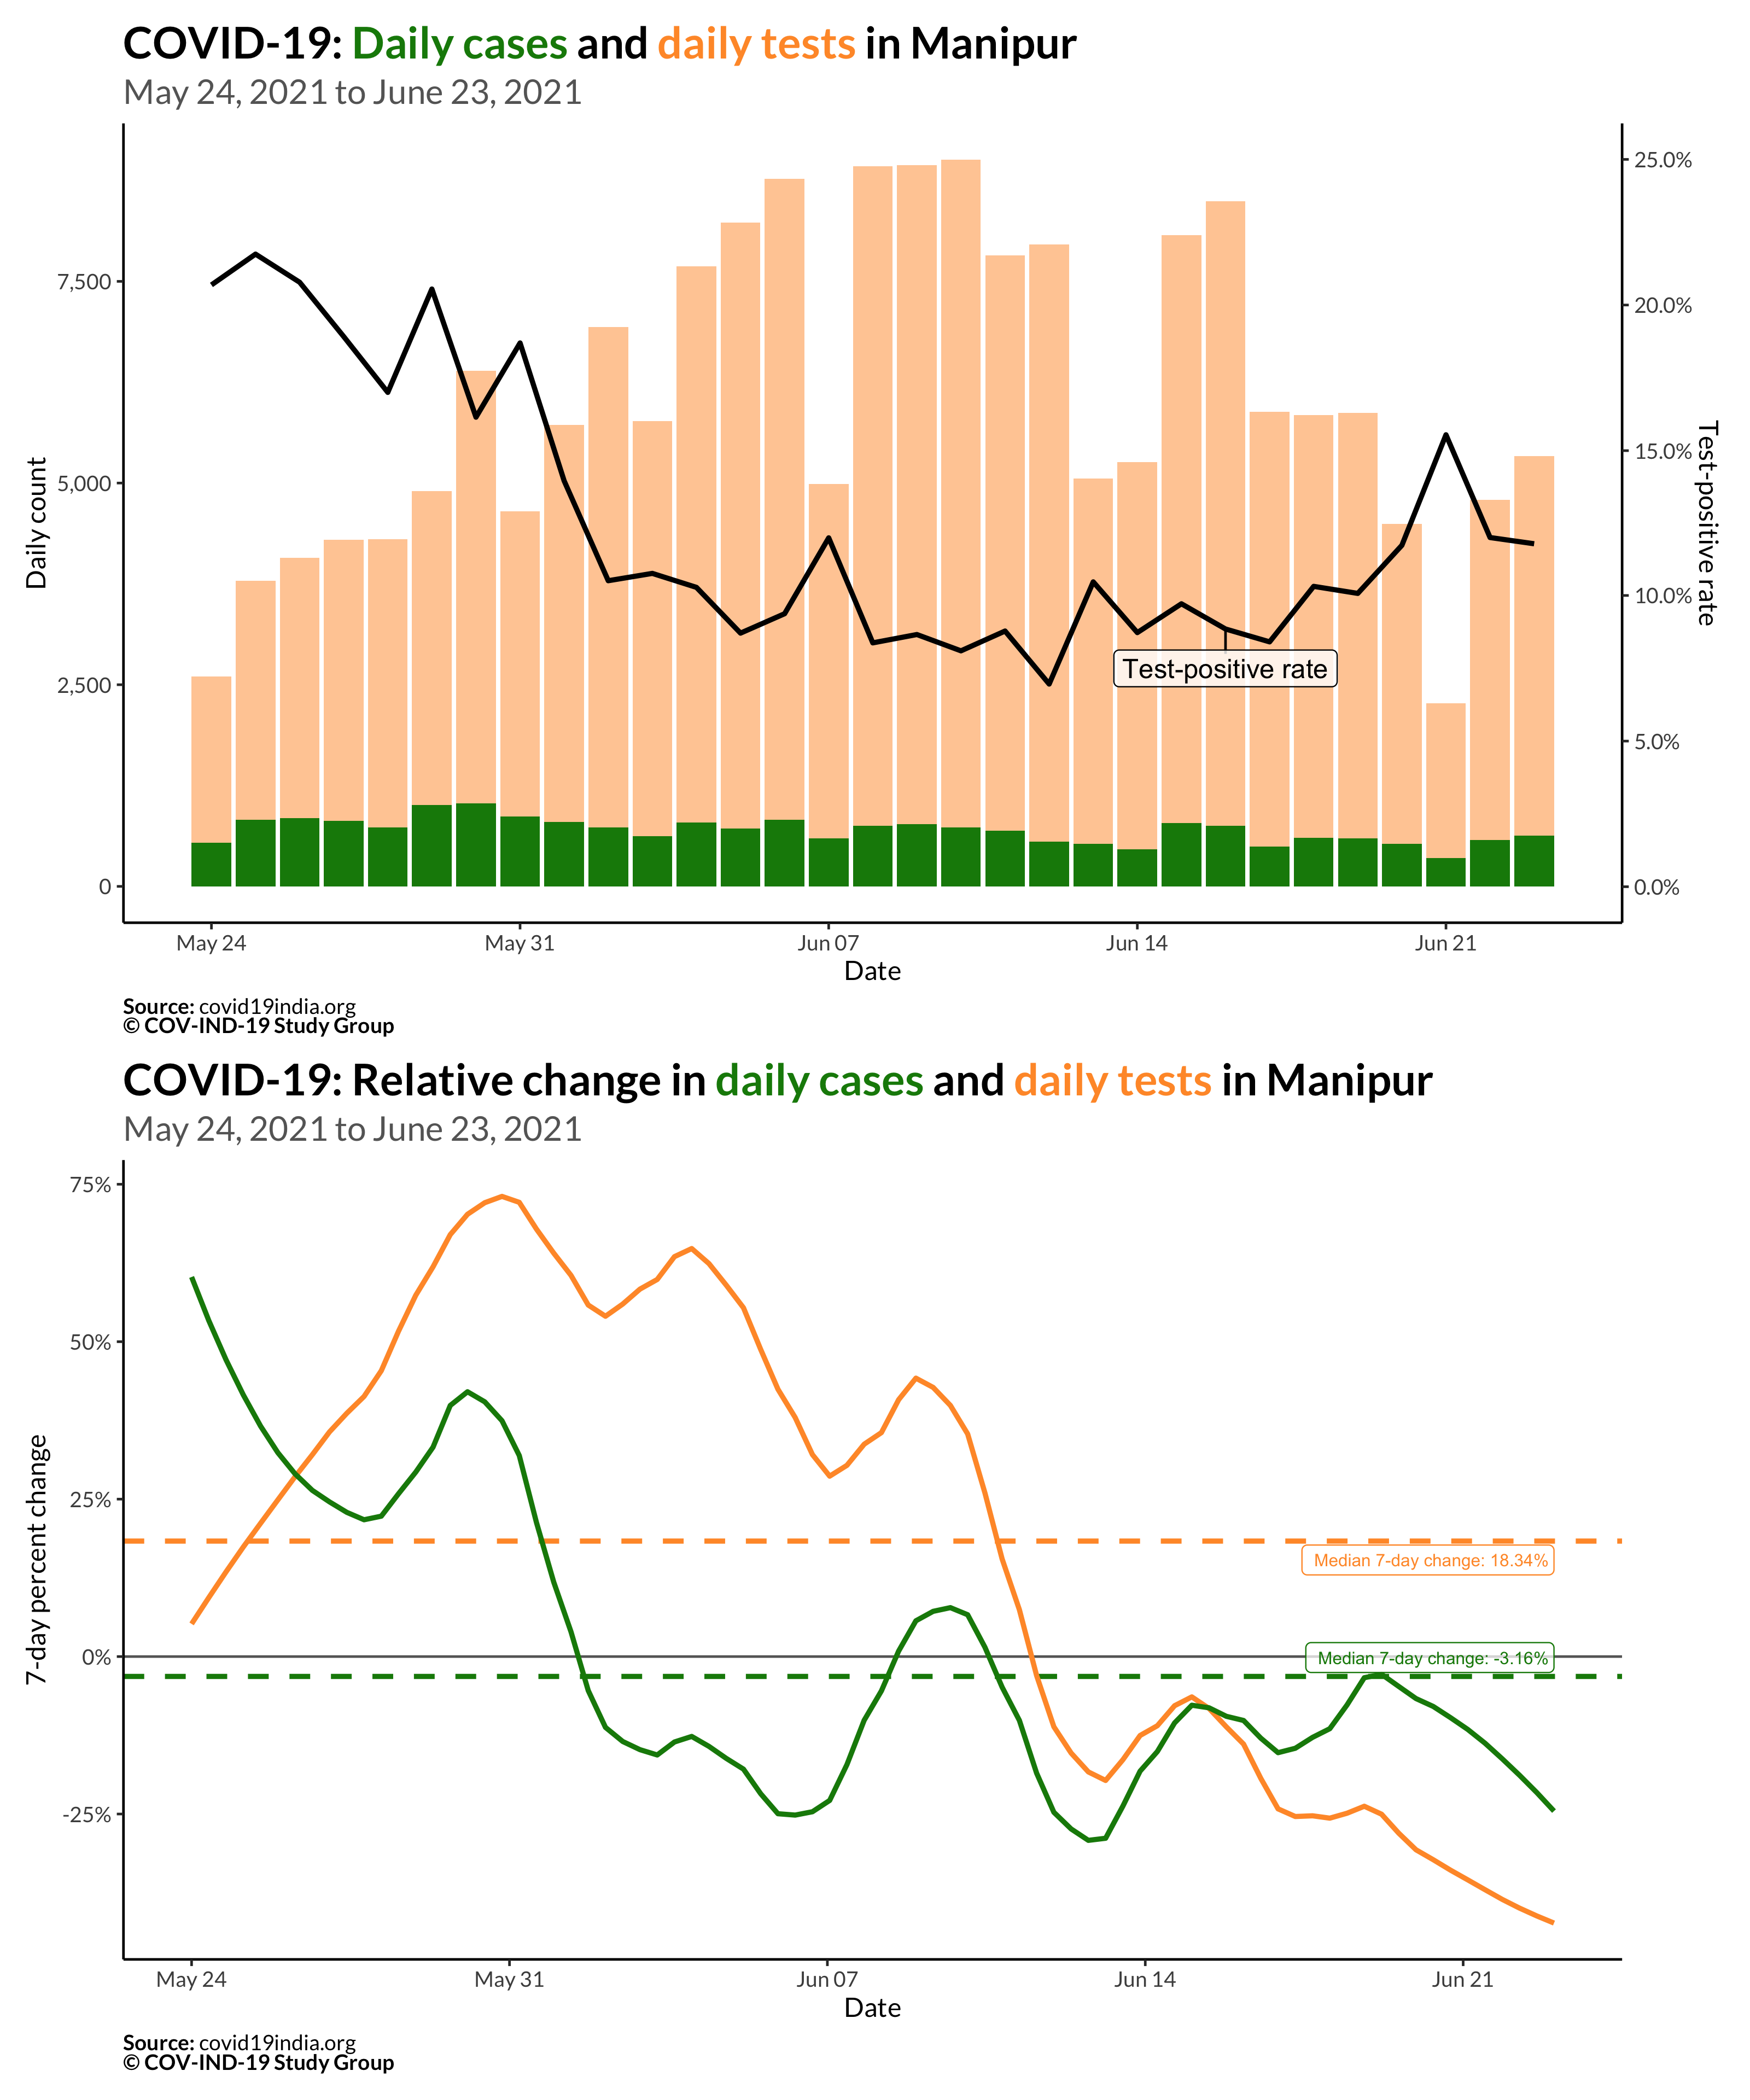 COVID-19: Daily cases and daily tests in Manipur
May 24, 2021 to June 23, 2021
25.0%
20.0%
15.0%
10.0%
5.0%
0.0%
7,500
5,000
2,500
0
Daily count
Test-positive rate
Test-positive rate
May 24
May 31
Jun 07
Jun 14
Jun 21
Date
Source: covid19india.org
© COV-IND-19 Study Group
COVID-19: Relative change in daily cases and daily tests in Manipur
May 24, 2021 to June 23, 2021
75%
50%
25%
0%
-25%
7-day percent change
Median 7-day change: 18.34%
Median 7-day change: -3.16%
May 24
May 31
Jun 07
Jun 14
Jun 21
Date
Source: covid19india.org
© COV-IND-19 Study Group